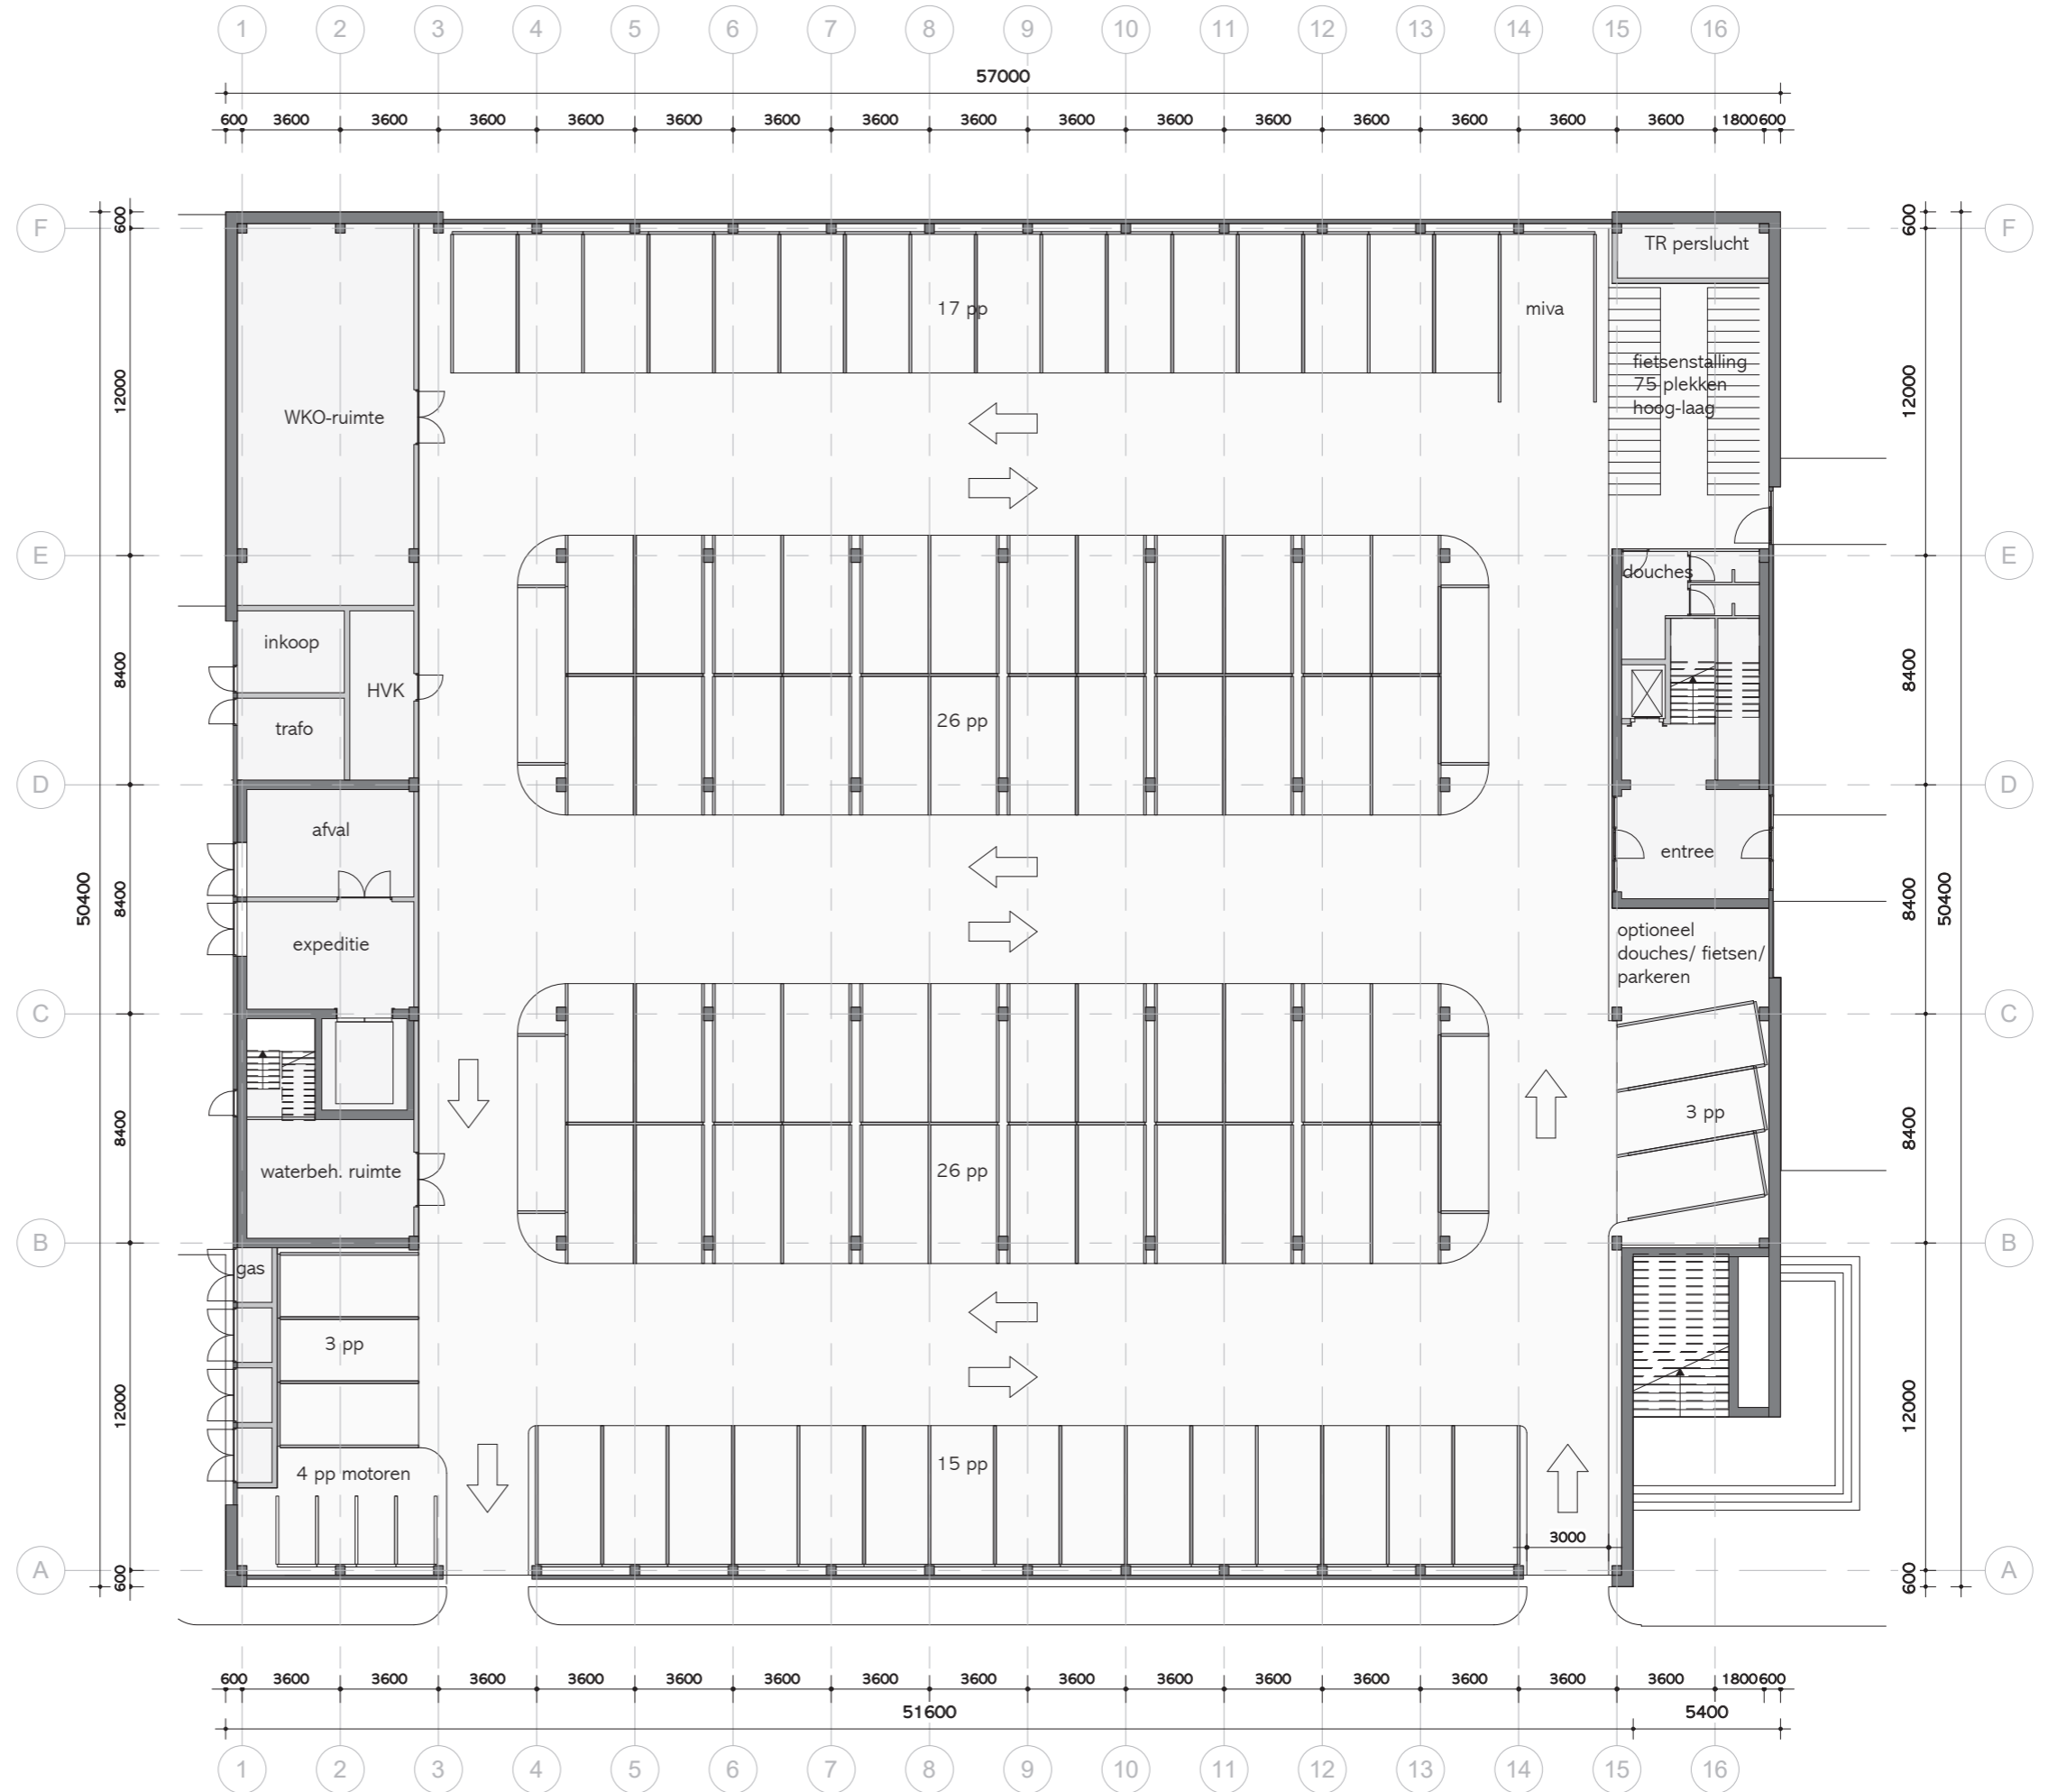 1 2 3 4 5 6 7 8 9 10 11 12 13 14 15 16
57000
600 3600 3600 3600 3600 3600 3600 3600 3600 3600 3600 3600 3600 3600 3600 3600 1800 600
F 600 600 F
TR perslucht
17 pp miva
fietsenstalling
75 plekken
hoog-laag
12000 12000
WKO-ruimte
E E
douches
inkoop
8400 HVK 8400
26 pp
trafo
D D
afval
entree
50400 8400 8400 50400
expeditie
optioneel
douches/ fietsen/
parkeren
C C
3 pp
8400 8400
waterbeh. ruimte 26 pp
B B
gas
3 pp
12000 12000
4 pp motoren 15 pp
3000
A 600 600 A
600 3600 3600 3600 3600 3600 3600 3600 3600 3600 3600 3600 3600 3600 3600 3600 1800 600
51600 5400
1 2 3 4 5 6 7 8 9 10 11 12 13 14 15 16